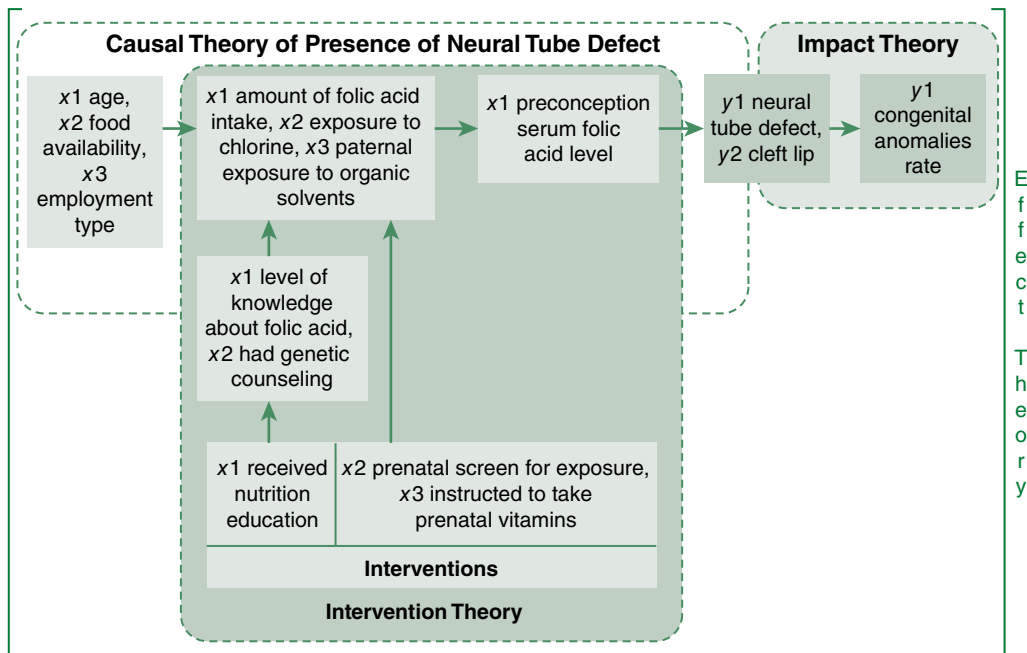 Causal Theory of Presence of Neural Tube Defect
Impact Theory
x1 age,
x2 food
availability,
x3
employment
type
x1 amount of folic acid
intake, x2 exposure to
chlorine, x3 paternal
exposure to organic
solvents
x1 preconception
serum folic
acid level
y1 neural
tube defect,
y2 cleft lip
y1
congenital
anomalies
rate
x1 level of
knowledge
about folic acid,
x2 had genetic
counseling
x1 received
nutrition
education
x2 prenatal screen for exposure,
x3 instructed to take
prenatal vitamins
Interventions
Intervention Theory
Effect Theory